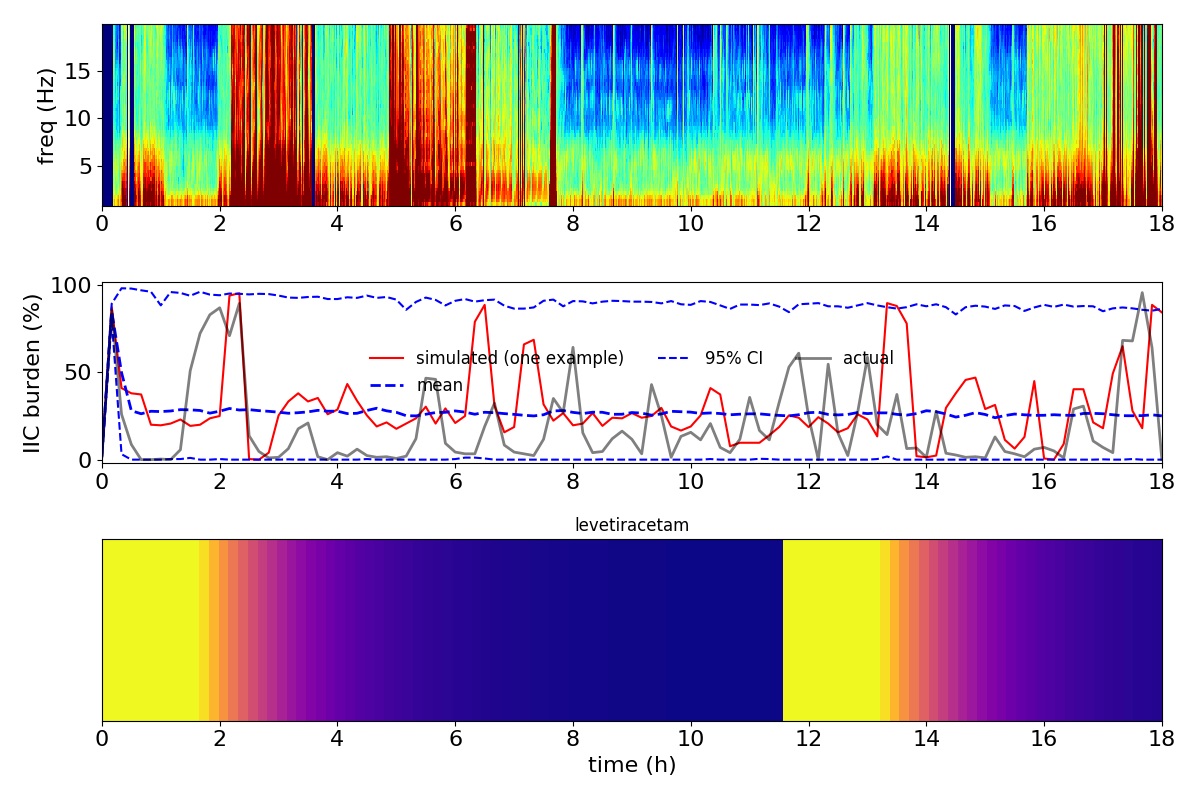 freq (Hz)
15
10
5
0 2 4 6 8 10 12 14 16 18
IIC burden (%)
100
50
0
simulated (one example) 95% CI actual
mean
0 2 4 6 8 10 12 14 16 18
levetiracetam
0 2 4 6 8 10 12 14 16 18
time (h)